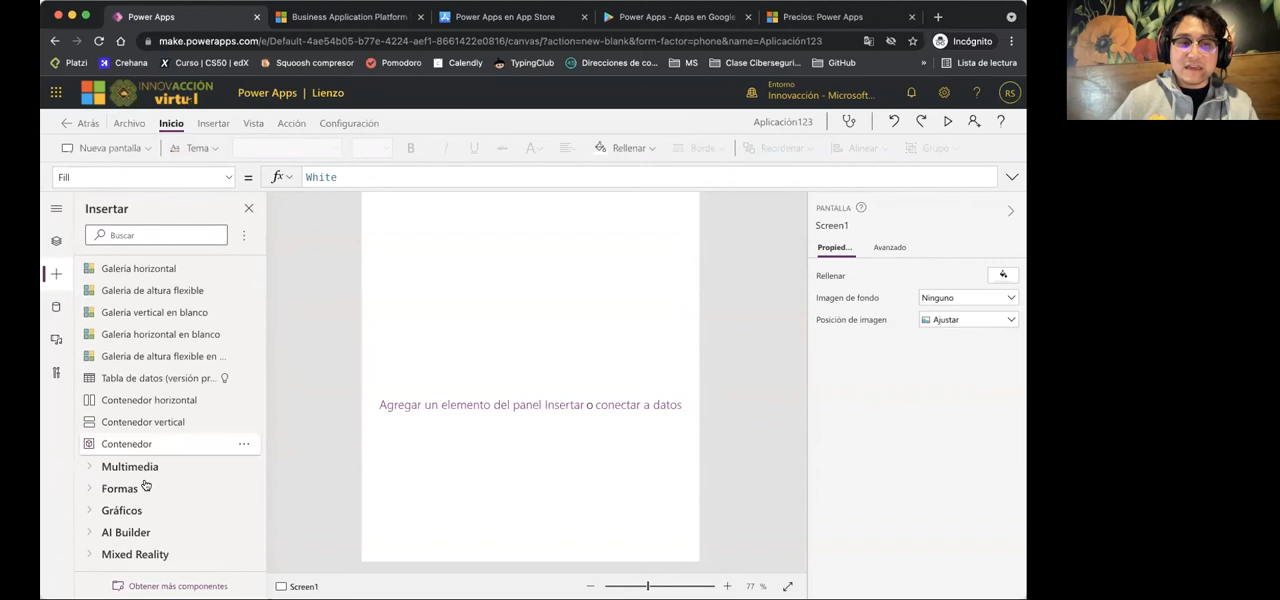 Power Apps
Business Application Platform
Power Apps en App Store
Power Apps - Apps en Google
Precios: Power Apps
make.powerapps.com/e/Default-4ae54b05-b77e-4224-aef1-8661422e0816/canvas/?action=new-blank&form-factor=phone&name=Aplicación123
Incógnito
Platzi
Crehana
Curso | CS50 | edX
Squoosh compresor
Pomodoro
Calendly
TypingClub
Direcciones de co...
MS
Clase Ciberseguri...
GitHub
»
Lista de lectura
INNOVACCIÓN
virtual
Power Apps | Lienzo
Entorno
Innovacción - Microsoft...
?
RS
Atrás
Archivo
Inicio
Insertar
Vista
Acción
Configuración
Aplicación123
?
Nueva pantalla
Tema
B
I
U
A
Rellenar
Borde
Reordenar
Alinear
Grupo
Fill
=
fx
White
Insertar
Buscar
Galería horizontal
Galería de altura flexible
Galería vertical en blanco
Galería horizontal en blanco
Galería de altura flexible en ...
Tabla de datos (versión pr...
Contenedor horizontal
Contenedor vertical
Contenedor
Multimedia
Formas
Gráficos
AI Builder
Mixed Reality
Obtener más componentes
Agregar un elemento del panel Insertar o conectar a datos
Screen1
77 %
PANTALLA
Screen1
Propied...
Avanzado
Rellenar
Imagen de fondo
Ninguno
Posición de imagen
Ajustar